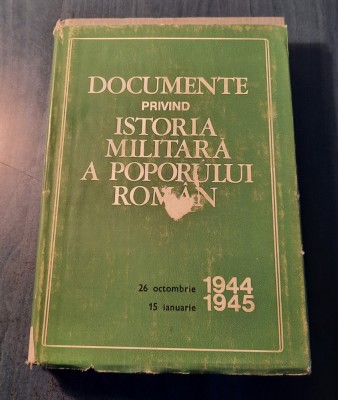 DOCUMENTE
PRIVIND
ISTORIA
MILITARĂ
A POPORULUI
ROMÂN
26 octombrie 1944
15 ianuarie 1945